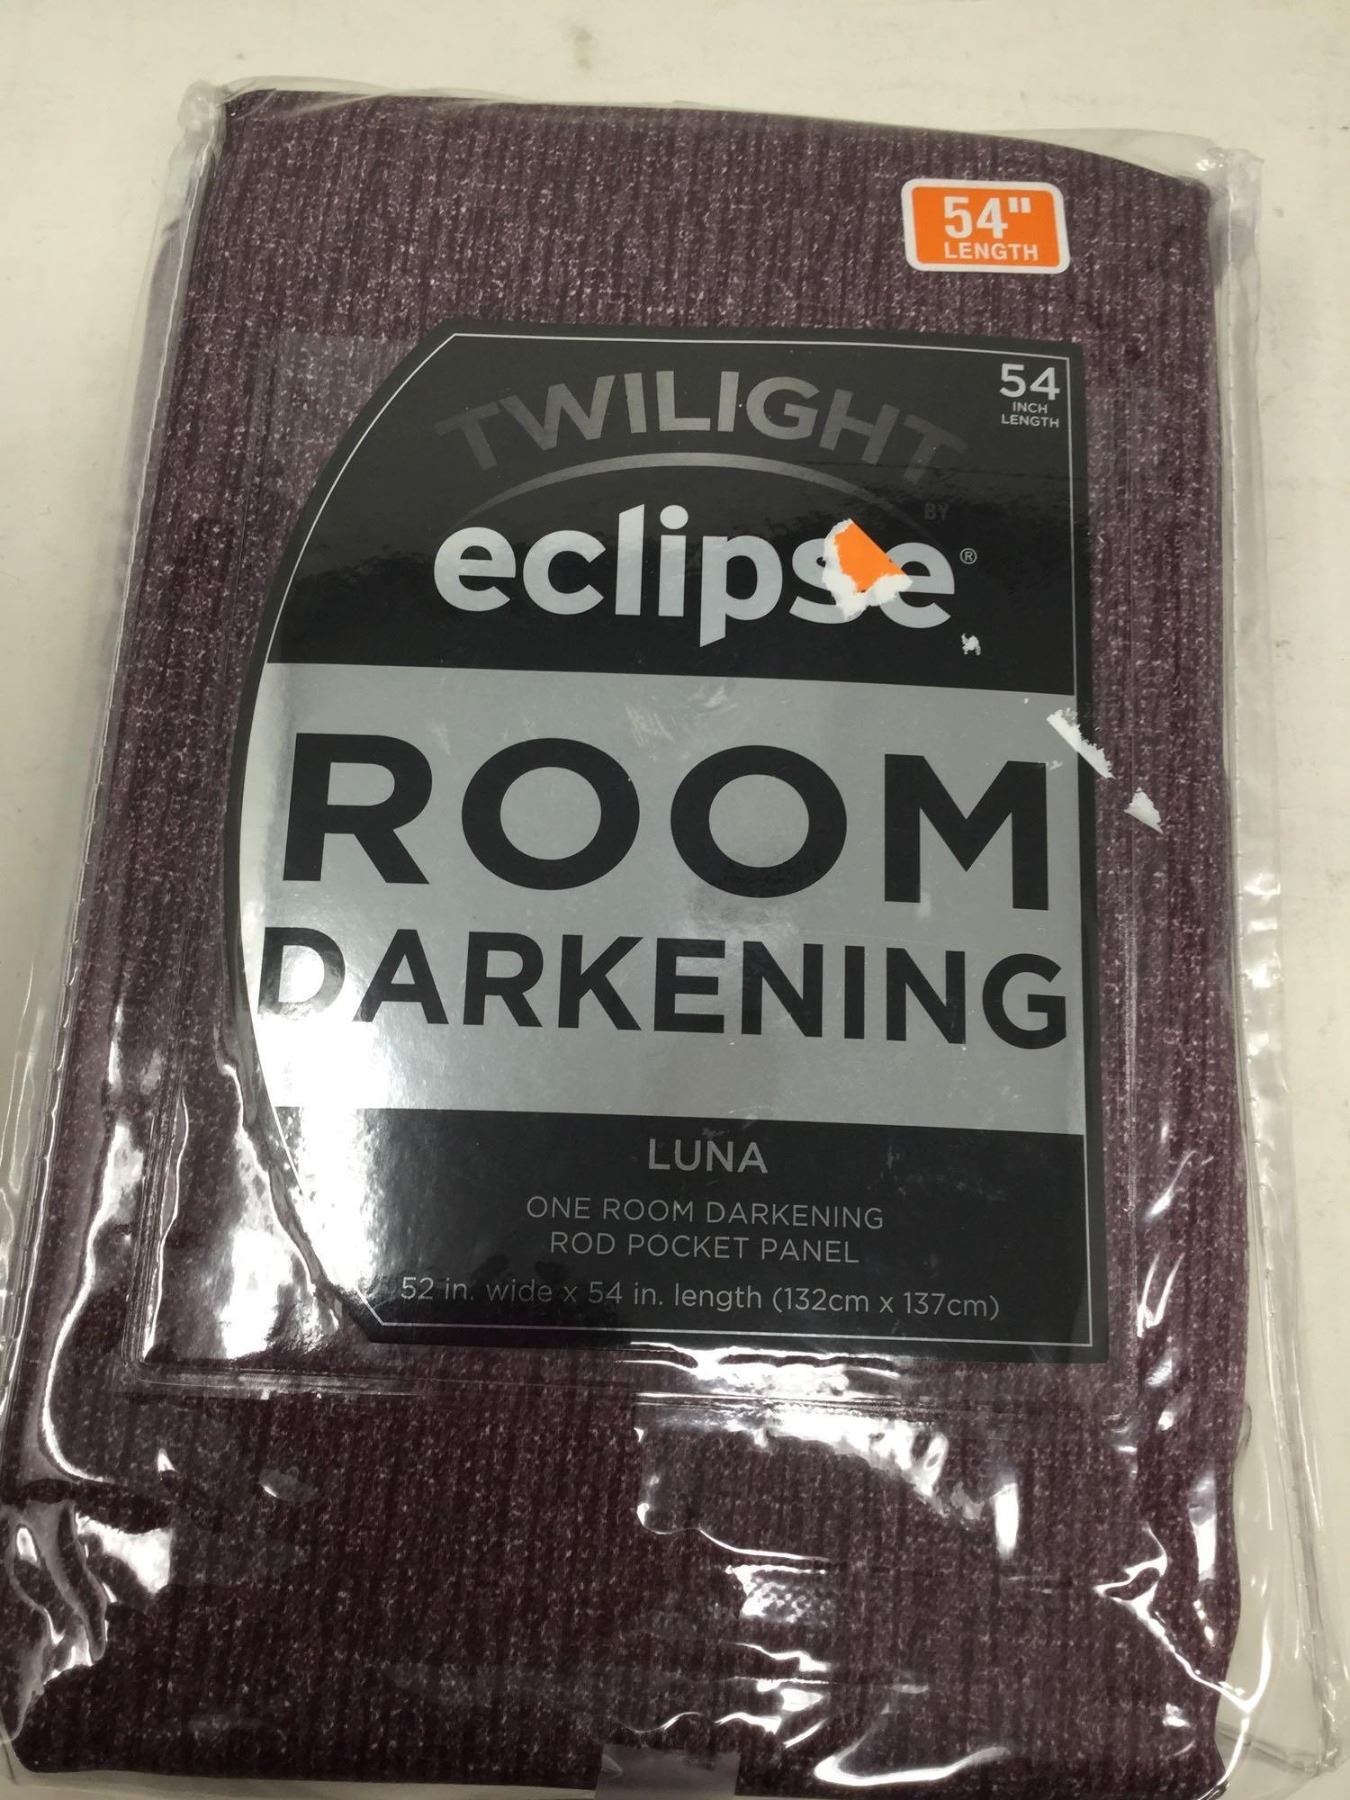 54"
LENGTH
54
INCH
LENGTH
TWILIGHT
BY
eclipse®
ROOM
DARKENING
LUNA
ONE ROOM DARKENING
ROD POCKET PANEL
52 in. wide x 54 in. length (132cm x 137cm)